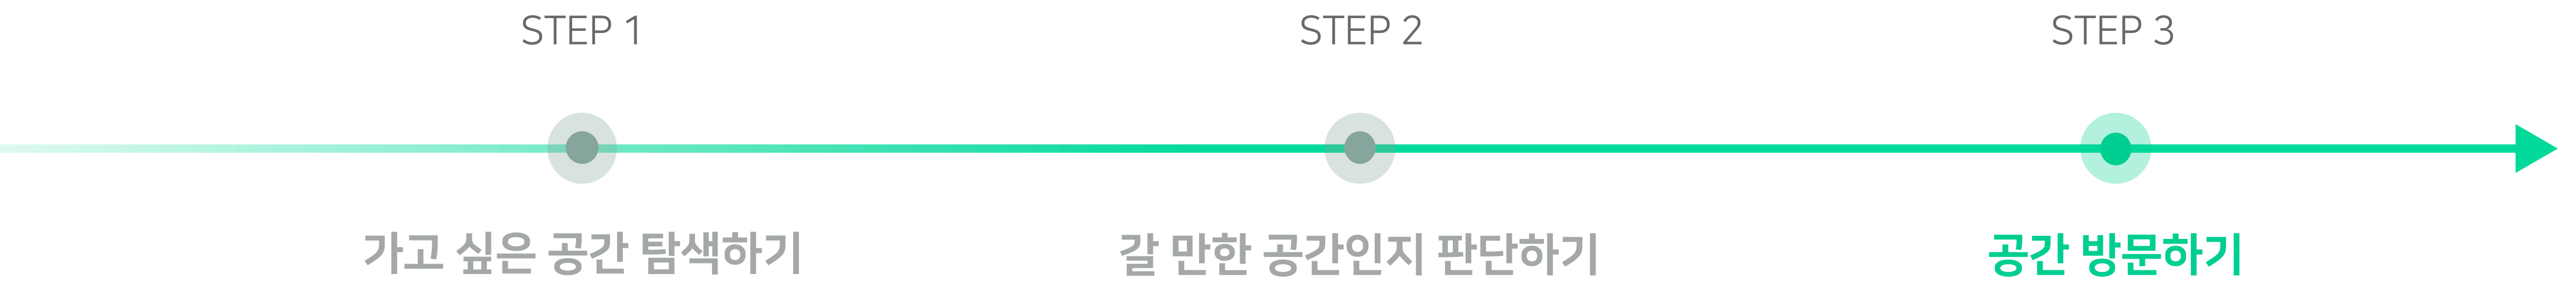 STEP 1
STEP 2
STEP 3
가고 싶은 공간 탐색하기
갈 만한 공간인지 판단하기
공간 방문하기